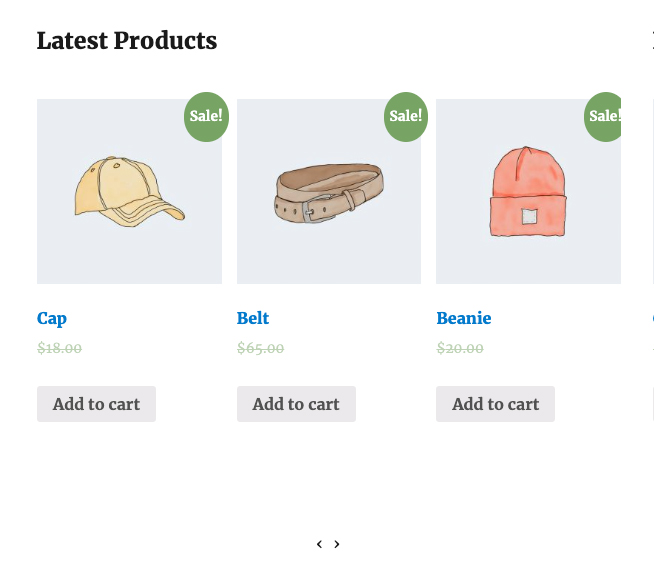 Latest Products
Sale!
Sale!
Sale!
Cap
Belt
Beanie
$18.00
$65.00
$20.00
Add to cart
Add to cart
Add to cart